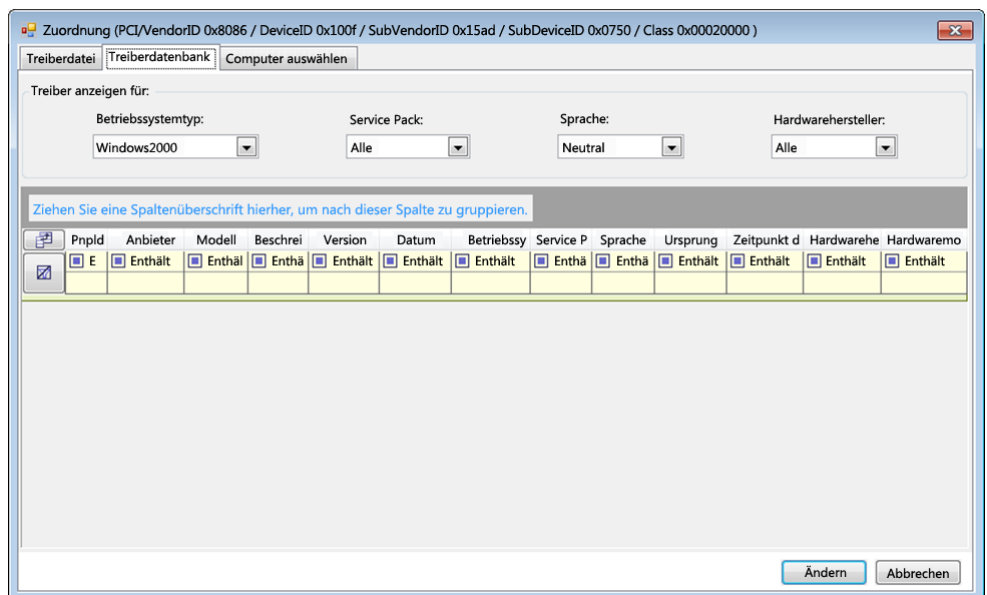 Zuordnung (PCI/VendorID 0x8086 / DeviceID 0x100f / SubVendorID 0x15ad / SubDeviceID 0x0750 / Class 0x00020000 )
Treiberdatei Treiberdatenbank Computer auswählen
Treiber anzeigen für:
Betriebssystemtyp: Service Pack: Sprache: Hardwarehersteller:
Windows2000 Alle Neutral Alle
Ziehen Sie eine Spaltenüberschrift hierher, um nach dieser Spalte zu gruppieren.
PnpId Anbieter Modell Beschrei Version Datum Betriebssy Service P Sprache Ursprung Zeitpunkt d Hardwarehe Hardwaremo
E Enthält Enthäl Enthä Enthält Enthält Enthält Enthä Enthä Enthält Enthält Enthält Enthält
Ändern Abbrechen